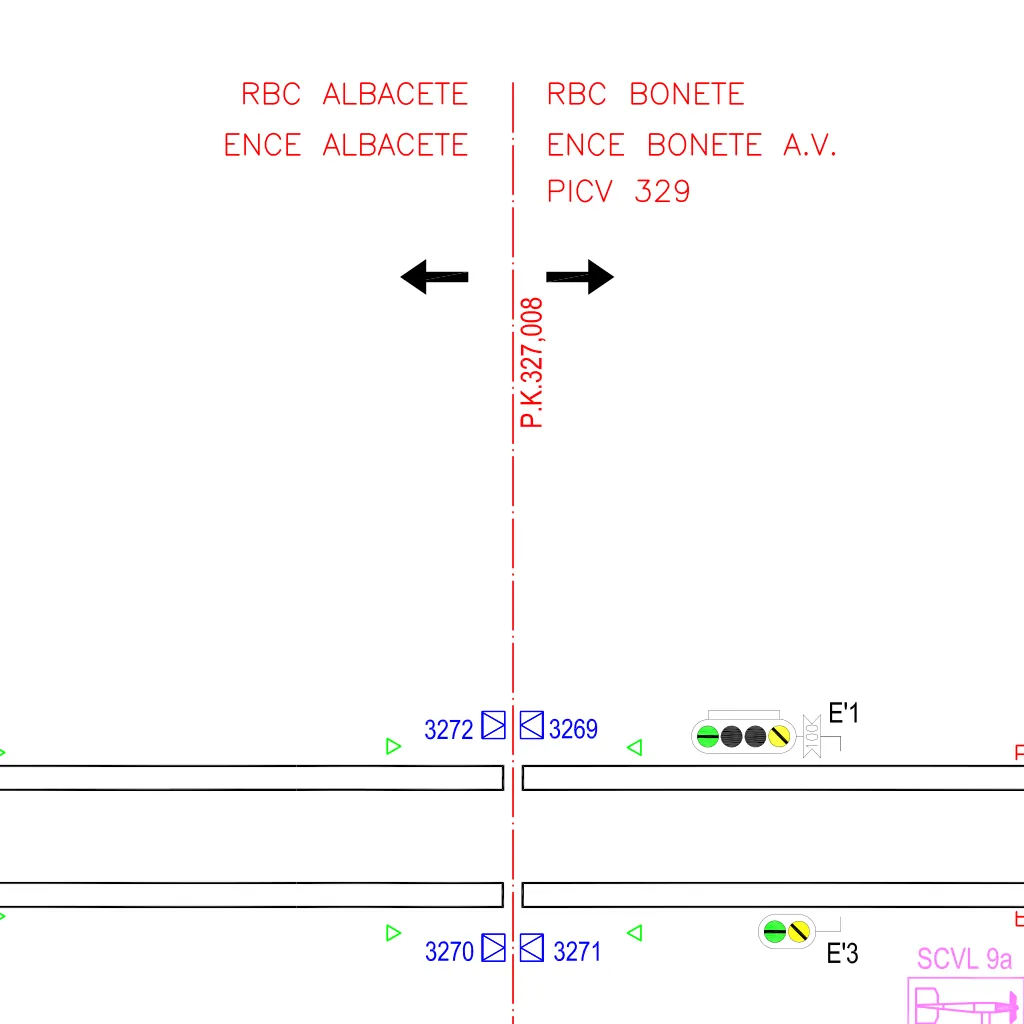 RBC ALBACETE
RBC BONETE
ENCE ALBACETE
ENCE BONETE A.V.
PICV 329
P.K.327,008
3272
3269
100
E'1
3270
3271
E'3
SCVL 9a